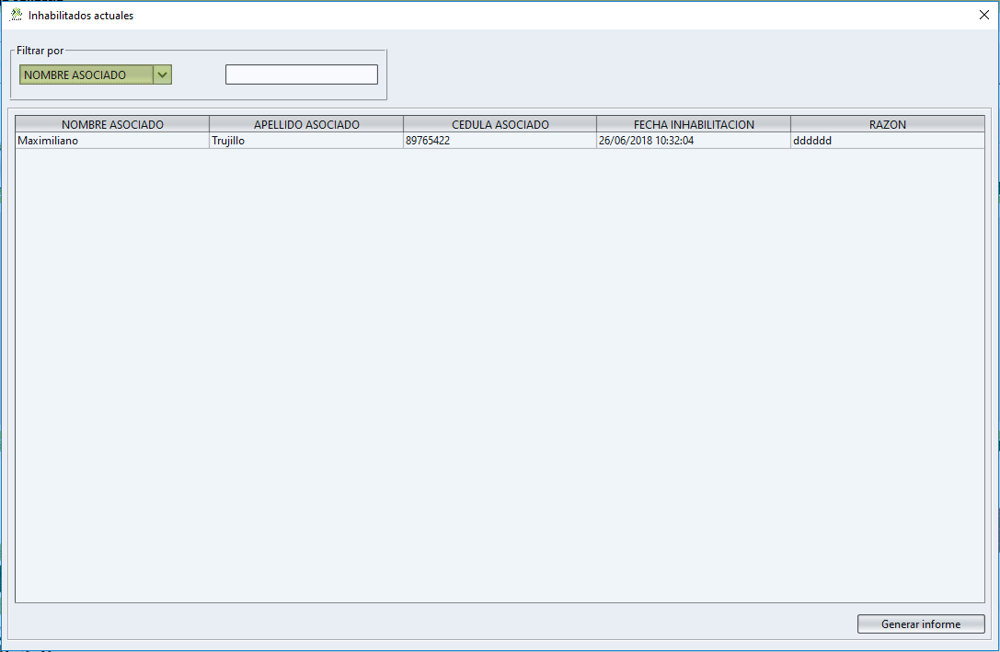 Inhabilitados actuales
Filtrar por
NOMBRE ASOCIADO
NOMBRE ASOCIADO APELLIDO ASOCIADO CEDULA ASOCIADO FECHA INHABILITACION RAZON
Maximiliano Trujillo 89765422 26/06/2018 10:32:04 dddddd
Generar informe